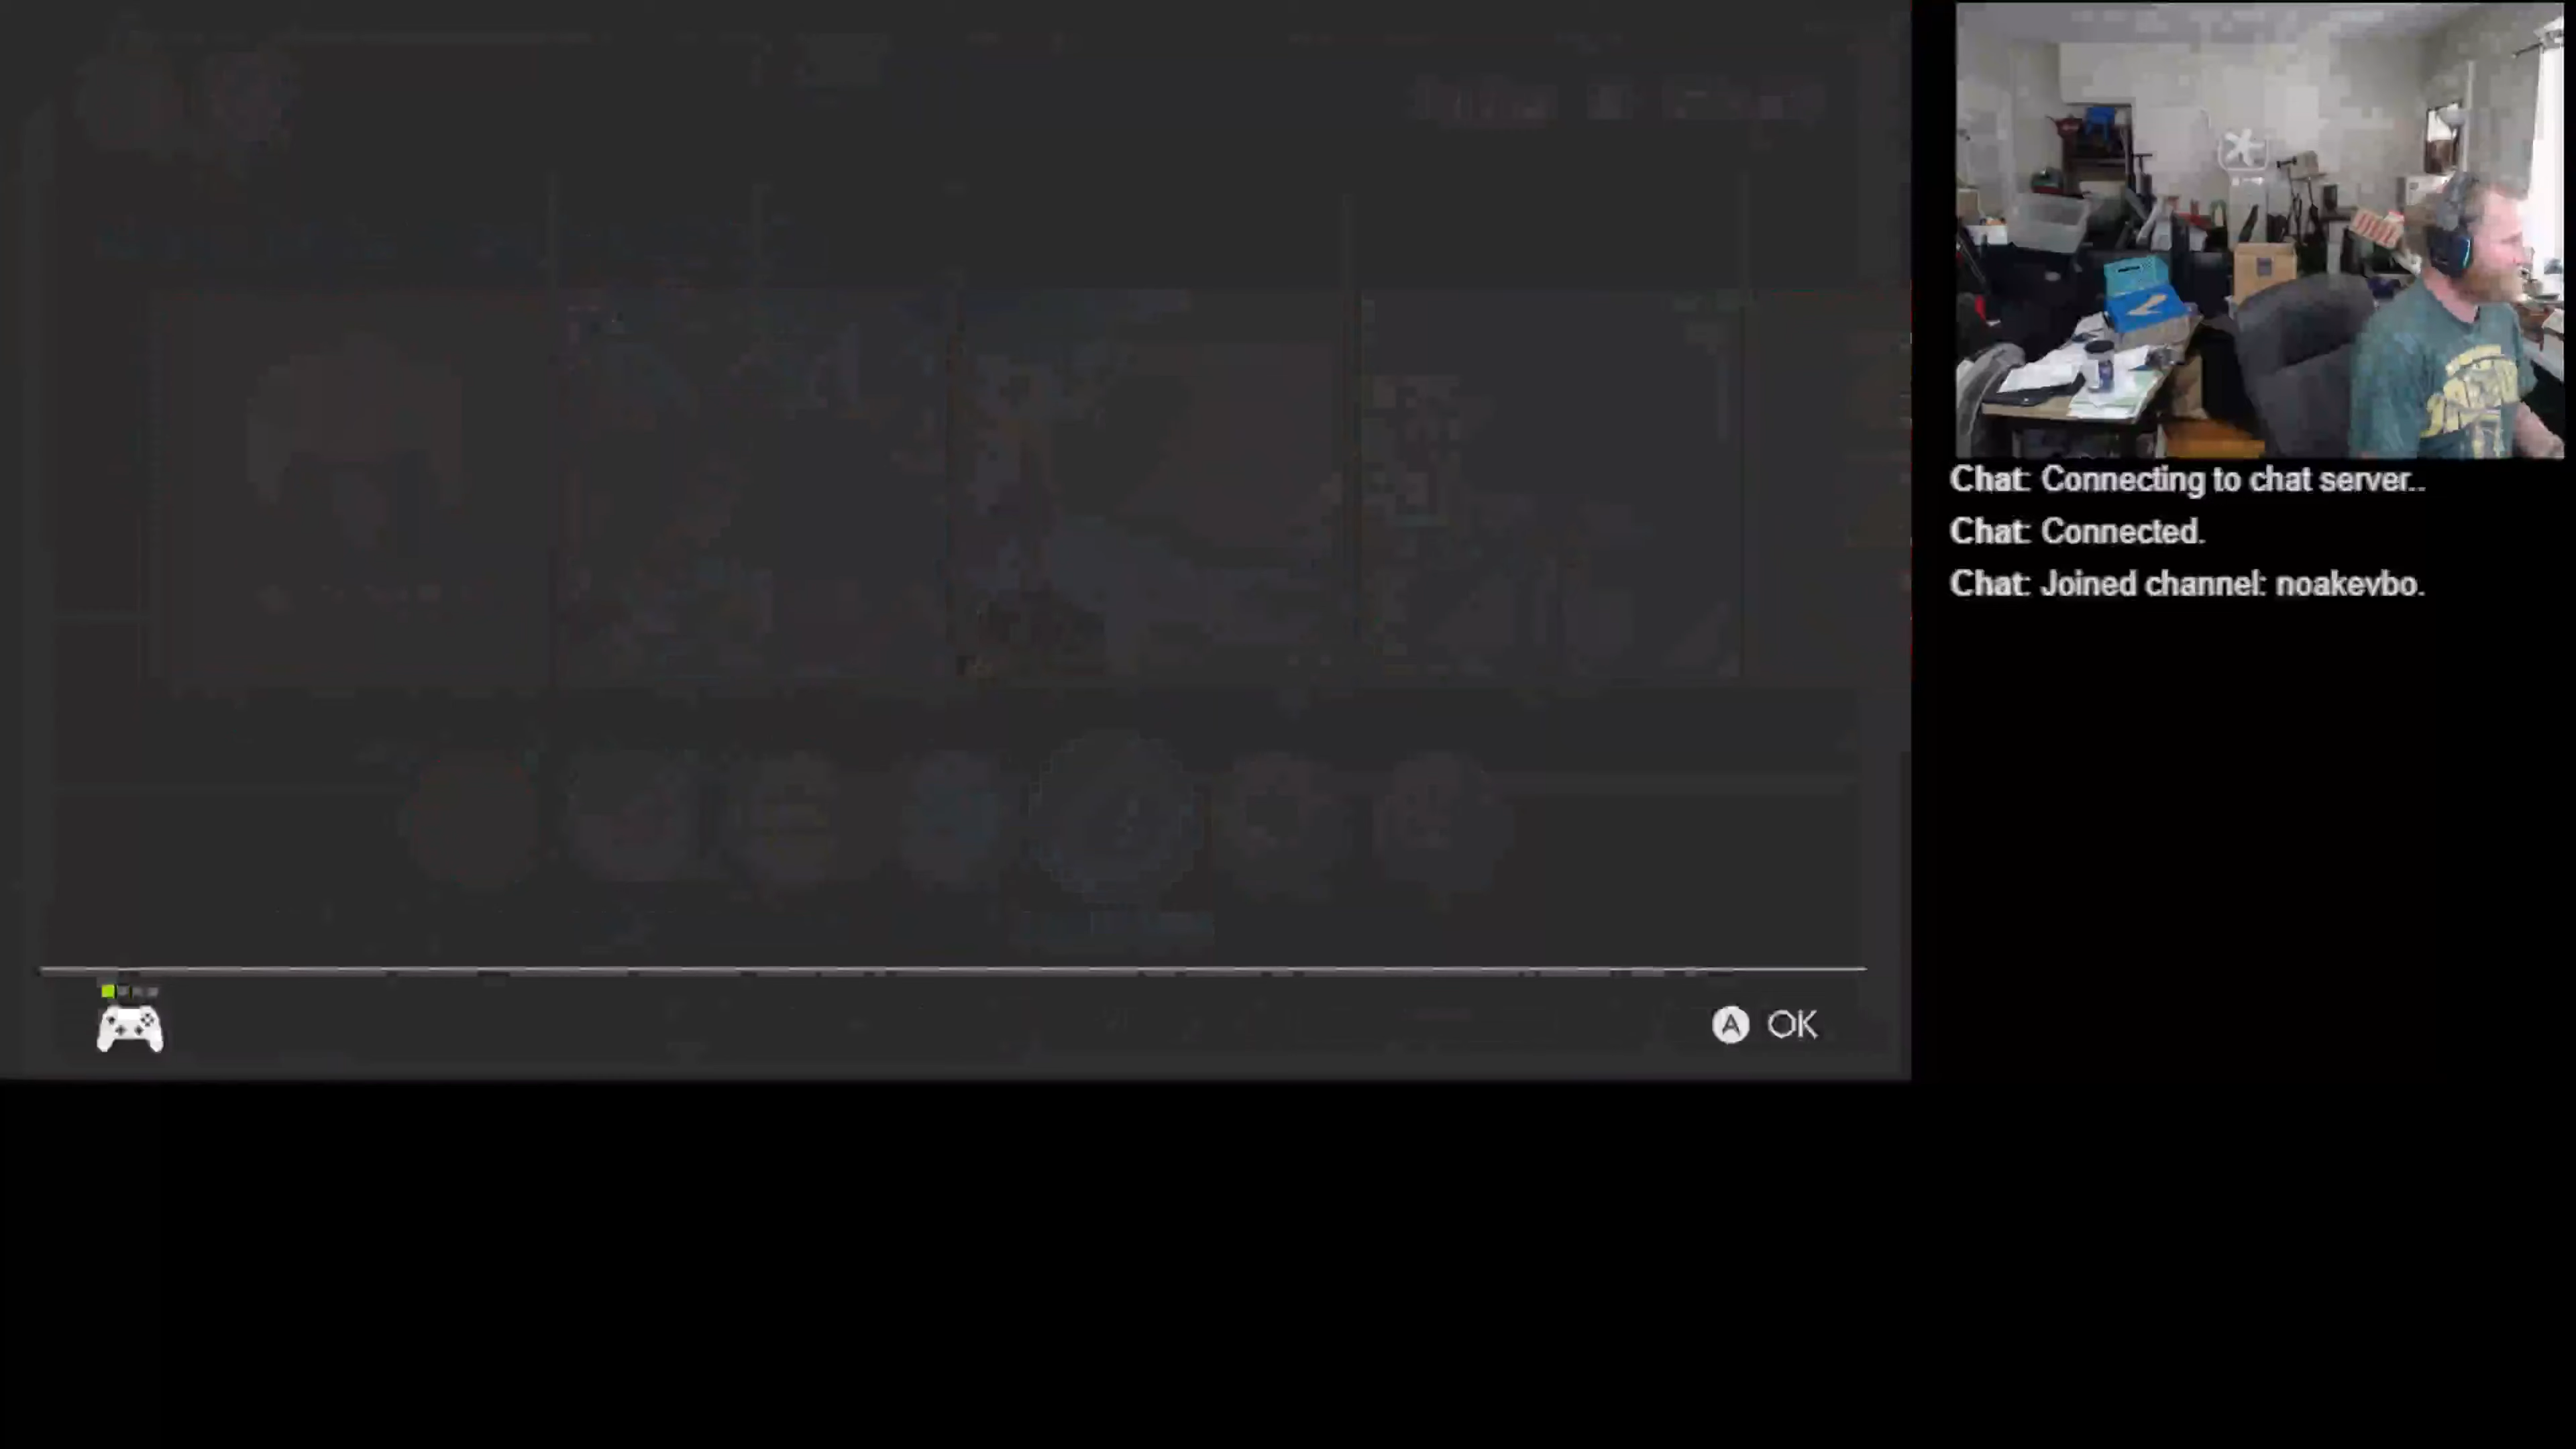 Chat: Connecting to chat server..
Chat: Connected.
Chat: Joined channel: noakevbo.
A OK